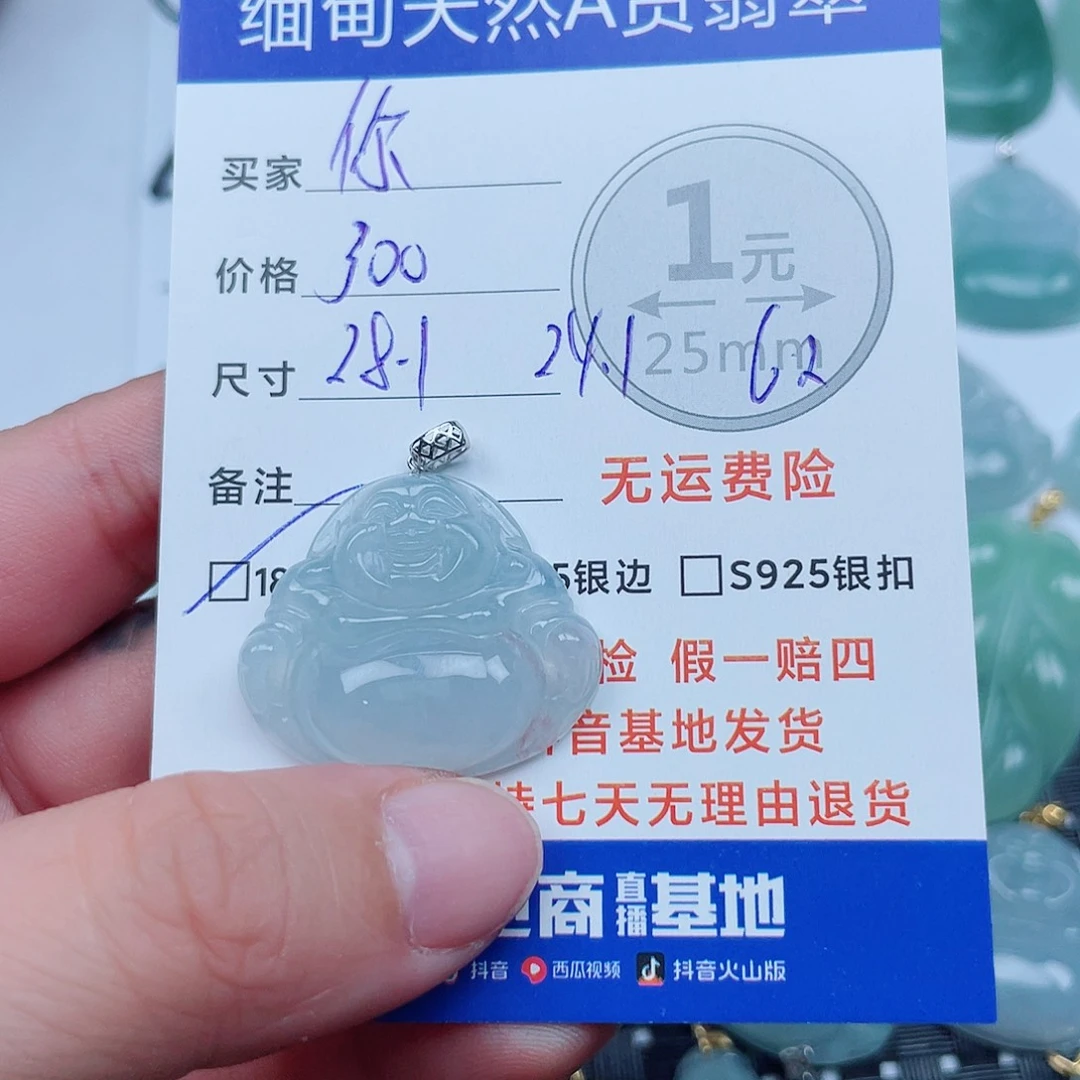 缅甸天然A货翡翠
买家 你
价格 300
尺寸 28.1 24.1 6.2
1元
25mm
备注
无运费险
18 5银边 S925银扣
检 假一赔四
音基地发货
持七天无理由退货
商直播基地
抖音 西瓜视频 抖音火山版